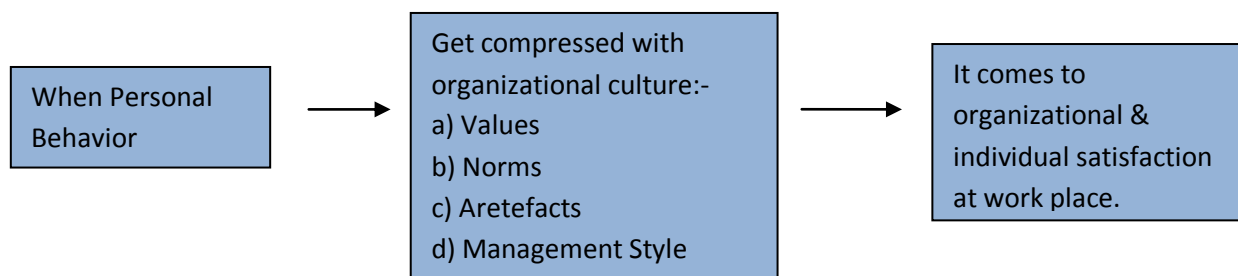 When Personal
Behavior
Get compressed with
organizational culture:-
a) Values
b) Norms
c) Aretefacts
d) Management Style
It comes to
organizational &
individual satisfaction
at work place.